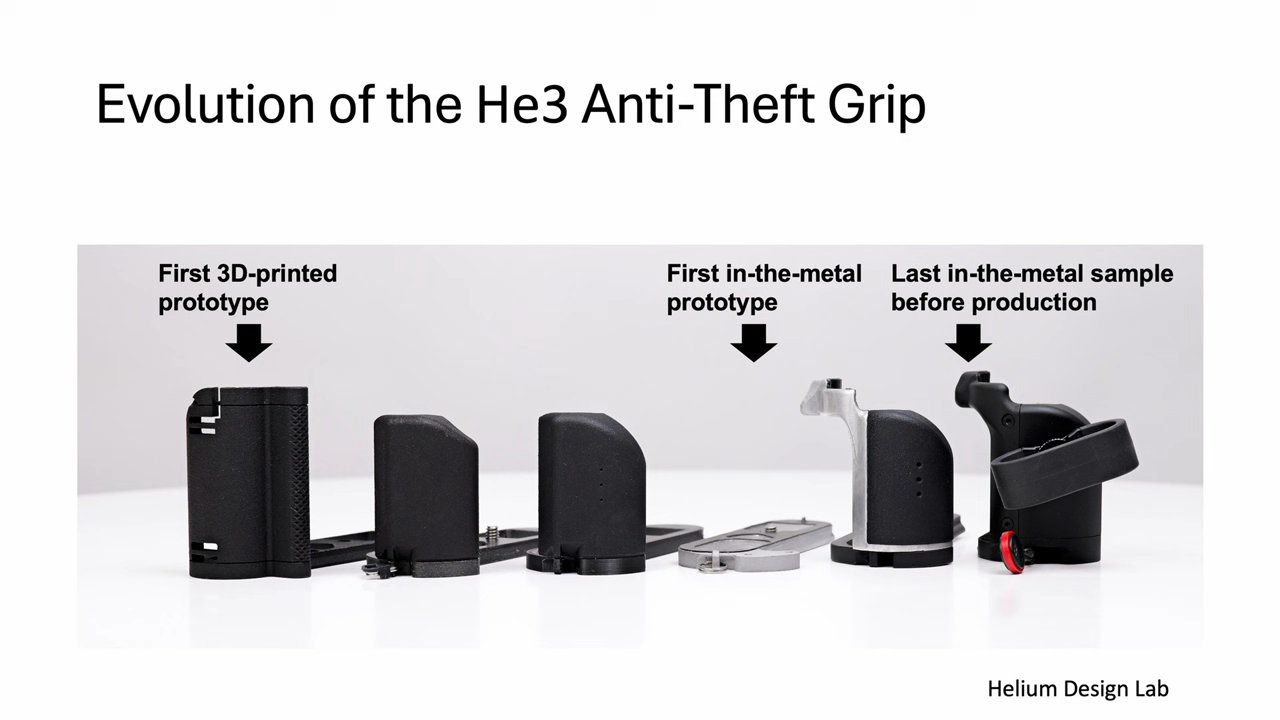 Evolution of the He3 Anti-Theft Grip
First 3D-printed
prototype
First in-the-metal
prototype
Last in-the-metal sample
before production
Helium Design Lab